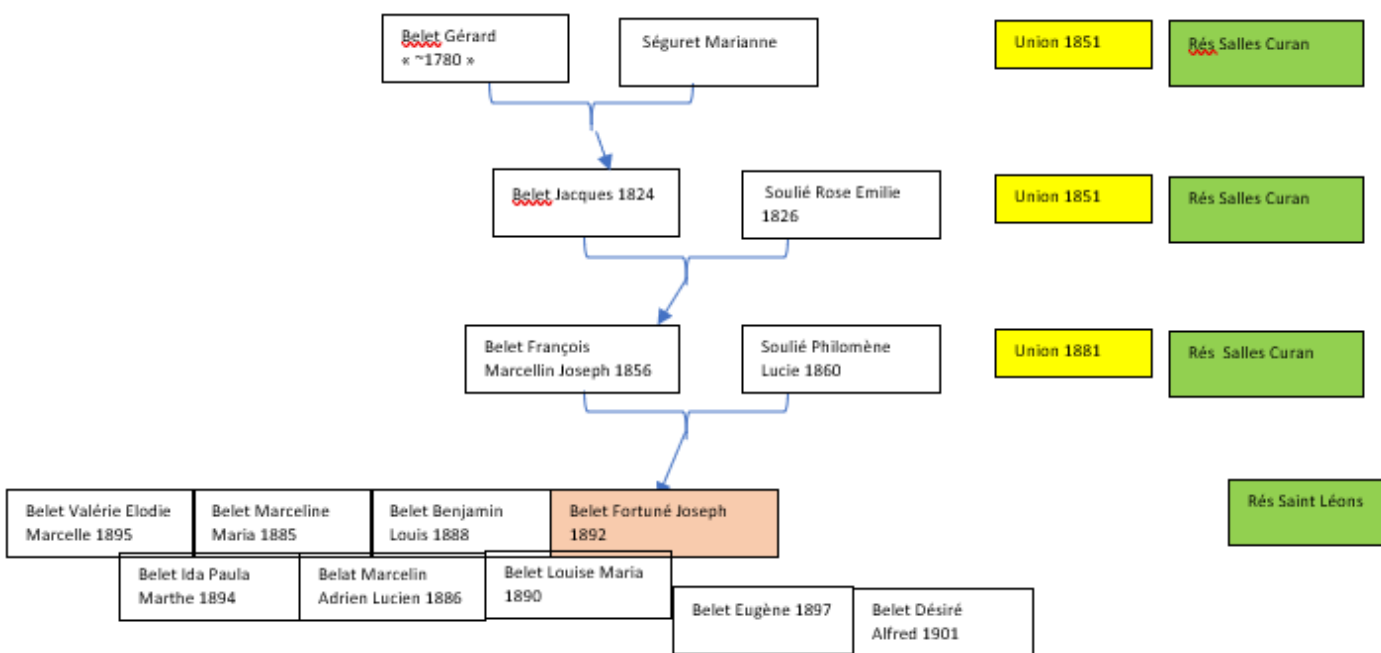 Belet Gérard
« ~1780 »
Séguret Marianne
Union 1851
Rés Salles Curan
Belet Jacques 1824
Soulié Rose Emilie
1826
Union 1851
Rés Salles Curan
Belet François
Marcellin Joseph 1856
Soulié Philomène
Lucie 1860
Union 1881
Rés Salles Curan
Belet Valérie Elodie
Marcelle 1895
Belet Marceline
Maria 1885
Belet Benjamin
Louis 1888
Belet Fortuné Joseph
1892
Rés Saint Léons
Belet Ida Paula
Marthe 1894
Belat Marcelin
Adrien Lucien 1886
Belet Louise Maria
1890
Belet Eugène 1897
Belet Désiré
Alfred 1901